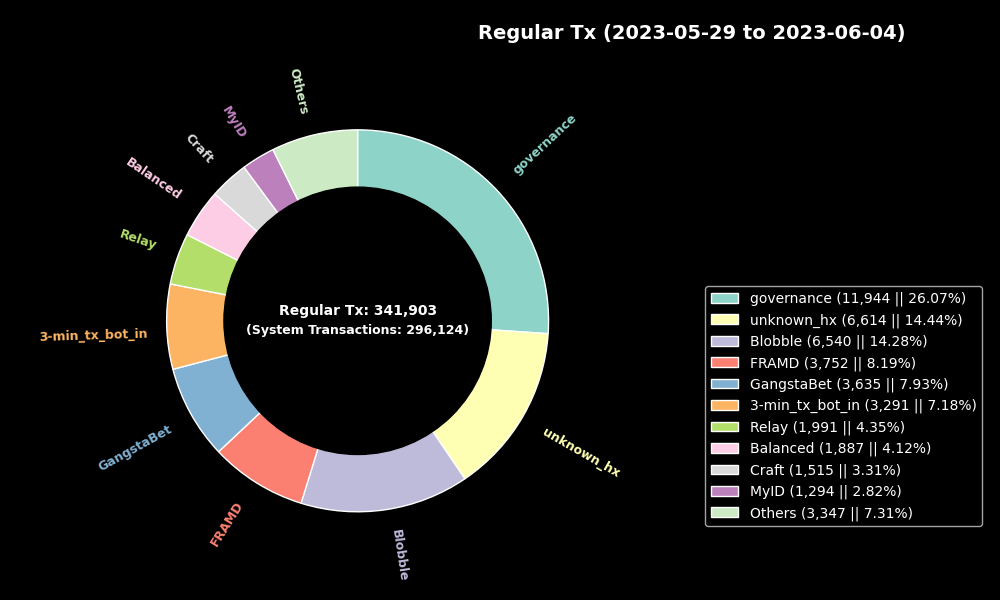 Regular Tx (2023-05-29 to 2023-06-04)
governance
unknown_hx
Blobble
FRAMD
GangstaBet
3-min_tx_bot_in
Relay
Balanced
Craft
MyID
Others
Regular Tx: 341,903
(System Transactions: 296,124)
governance (11,944 || 26.07%)
unknown_hx (6,614 || 14.44%)
Blobble (6,540 || 14.28%)
FRAMD (3,752 || 8.19%)
GangstaBet (3,635 || 7.93%)
3-min_tx_bot_in (3,291 || 7.18%)
Relay (1,991 || 4.35%)
Balanced (1,887 || 4.12%)
Craft (1,515 || 3.31%)
MyID (1,294 || 2.82%)
Others (3,347 || 7.31%)